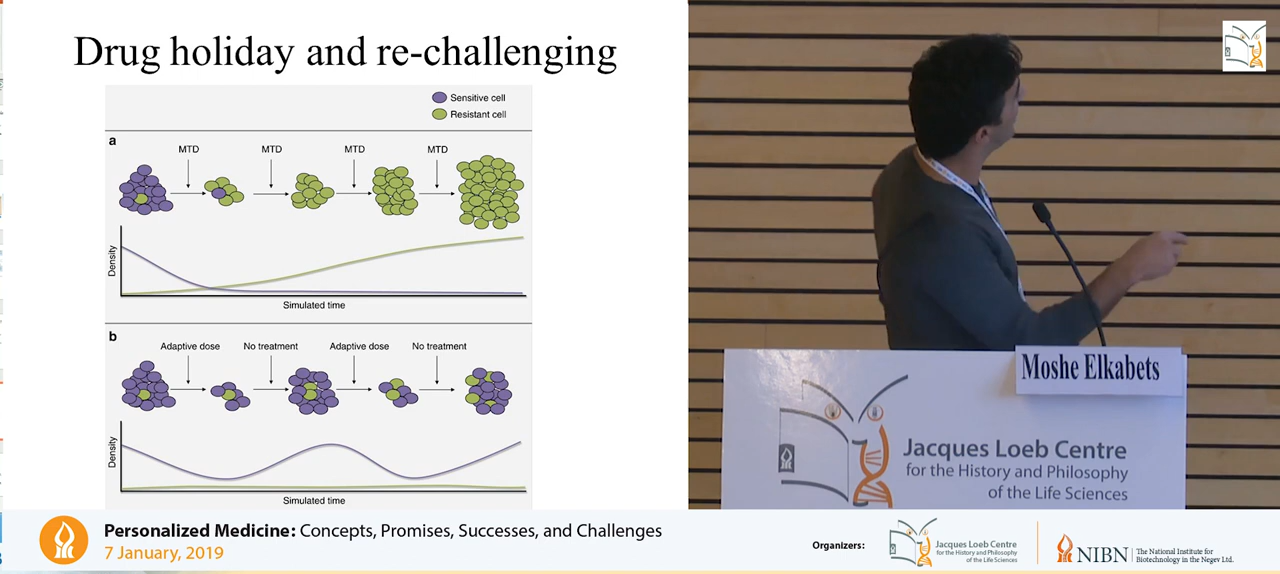 Drug holiday and re-challenging
Sensitive cell
Resistant cell
a
MTD MTD MTD MTD
Density
Simulated time
b
Adaptive dose No treatment Adaptive dose No treatment
Density
Simulated time
Moshe Elkabets
Jacques Loeb Centre
for the History and Philosophy
of the Life Sciences
Personalized Medicine: Concepts, Promises, Successes, and Challenges
7 January, 2019
Organizers:
Jacques Loeb Centre
for the History and Philosophy
of the Life Sciences
NIBN
The National Institute for
Biotechnology in the Negev Ltd.